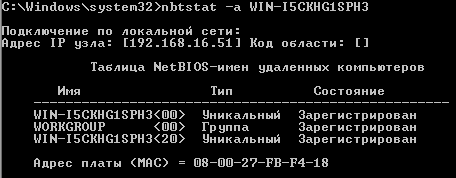 C:\Windows\system32>nbtstat -a WIN-I5CKHG1SPH3
Подключение по локальной сети:
Адрес IP узла: [192.168.16.51] Код области: []
Таблица NetBIOS-имен удаленных компьютеров
Имя Тип Состояние
---------------------------------------------
WIN-I5CKHG1SPH3<00> Уникальный Зарегистрирован
WORKGROUP <00> Группа Зарегистрирован
WIN-I5CKHG1SPH3<20> Уникальный Зарегистрирован
Адрес платы (MAC) = 08-00-27-FB-F4-18